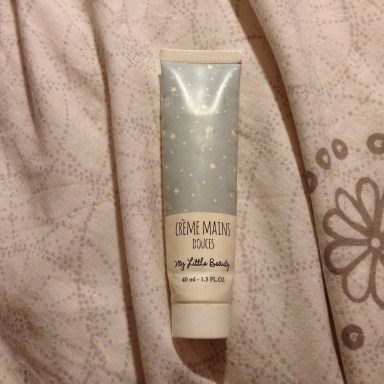 CRÈME MAINS
DOUCES
My Little Beauty
40 ml - 1.3 FL.OZ